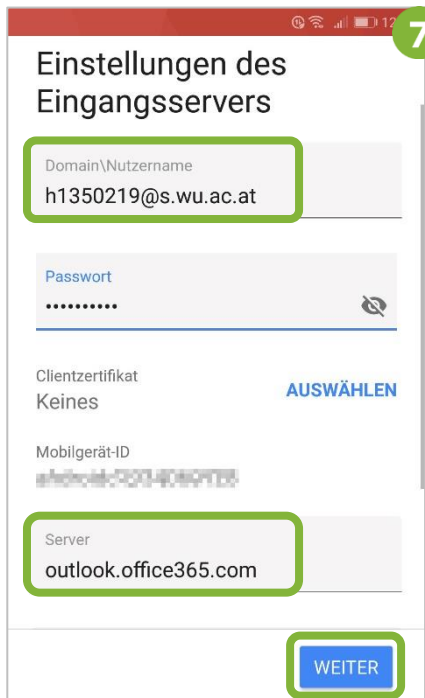 12
7
Einstellungen des
Eingangsservers
Domain\Nutzername
h1350219@s.wu.ac.at
Passwort
••••••••••
Clientzertifikat
Keines
AUSWÄHLEN
Mobilgerät-ID
Server
outlook.office365.com
WEITER